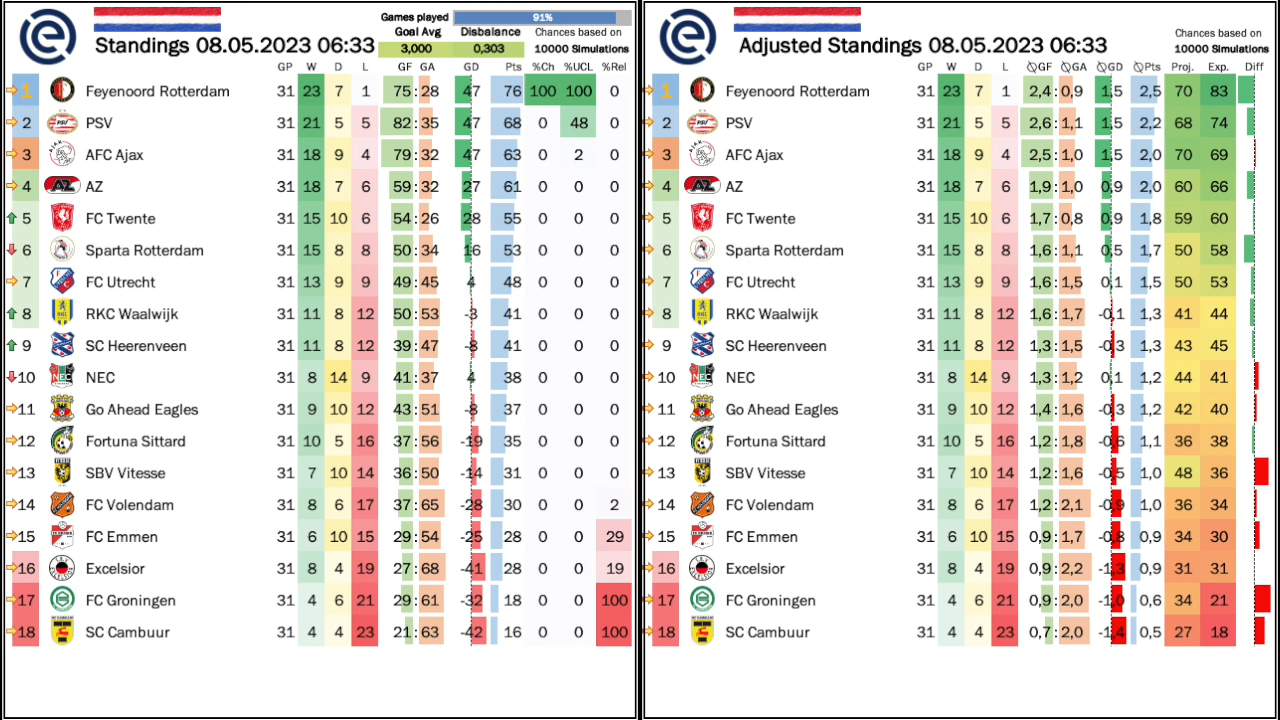 Games played 91%
Goal Avg Disbalance Chances based on
Standings 08.05.2023 06:33 3,000 0,303 10000 Simulations
GP W D L GF GA GD Pts %Ch %UCL %Rel
1 Feyenoord Rotterdam 31 23 7 1 75:28 47 76 100 100 0
2 PSV 31 21 5 5 82:35 47 68 0 48 0
3 AFC Ajax 31 18 9 4 79:32 47 63 0 2 0
4 AZ 31 18 7 6 59:32 27 61 0 0 0
5 FC Twente 31 15 10 6 54:26 28 55 0 0 0
6 Sparta Rotterdam 31 15 8 8 50:34 16 53 0 0 0
7 FC Utrecht 31 13 9 9 49:45 4 48 0 0 0
8 RKC Waalwijk 31 11 8 12 50:53 -3 41 0 0 0
9 SC Heerenveen 31 11 8 12 39:47 -8 41 0 0 0
10 NEC 31 8 14 9 41:37 4 38 0 0 0
11 Go Ahead Eagles 31 9 10 12 43:51 -8 37 0 0 0
12 Fortuna Sittard 31 10 5 16 37:56 -19 35 0 0 0
13 SBV Vitesse 31 7 10 14 36:50 -14 31 0 0 0
14 FC Volendam 31 8 6 17 37:65 -28 30 0 0 2
15 FC Emmen 31 6 10 15 29:54 -25 28 0 0 29
16 Excelsior 31 8 4 19 27:68 -41 28 0 0 19
17 FC Groningen 31 4 6 21 29:61 -32 18 0 0 100
18 SC Cambuur 31 4 4 23 21:63 -42 16 0 0 100
Chances based on
Adjusted Standings 08.05.2023 06:33 10000 Simulations
GP W D L ∅GF ∅GA ∅GD ∅Pts Proj. Exp. Diff
1 Feyenoord Rotterdam 31 23 7 1 2,4:0,9 1,5 2,5 70 83
2 PSV 31 21 5 5 2,6:1,1 1,5 2,2 68 74
3 AFC Ajax 31 18 9 4 2,5:1,0 1,5 2,0 70 69
4 AZ 31 18 7 6 1,9:1,0 0,9 2,0 60 66
5 FC Twente 31 15 10 6 1,7:0,8 0,9 1,8 59 60
6 Sparta Rotterdam 31 15 8 8 1,6:1,1 0,5 1,7 50 58
7 FC Utrecht 31 13 9 9 1,6:1,5 0,1 1,5 50 53
8 RKC Waalwijk 31 11 8 12 1,6:1,7 -0,1 1,3 41 44
9 SC Heerenveen 31 11 8 12 1,3:1,5 -0,3 1,3 43 45
10 NEC 31 8 14 9 1,3:1,2 0,1 1,2 44 41
11 Go Ahead Eagles 31 9 10 12 1,4:1,6 -0,3 1,2 42 40
12 Fortuna Sittard 31 10 5 16 1,2:1,8 -0,6 1,1 36 38
13 SBV Vitesse 31 7 10 14 1,2:1,6 -0,5 1,0 48 36
14 FC Volendam 31 8 6 17 1,2:2,1 -0,9 1,0 36 34
15 FC Emmen 31 6 10 15 0,9:1,7 -0,8 0,9 34 30
16 Excelsior 31 8 4 19 0,9:2,2 -1,3 0,9 31 31
17 FC Groningen 31 4 6 21 0,9:2,0 -1,0 0,6 34 21
18 SC Cambuur 31 4 4 23 0,7:2,0 -1,4 0,5 27 18